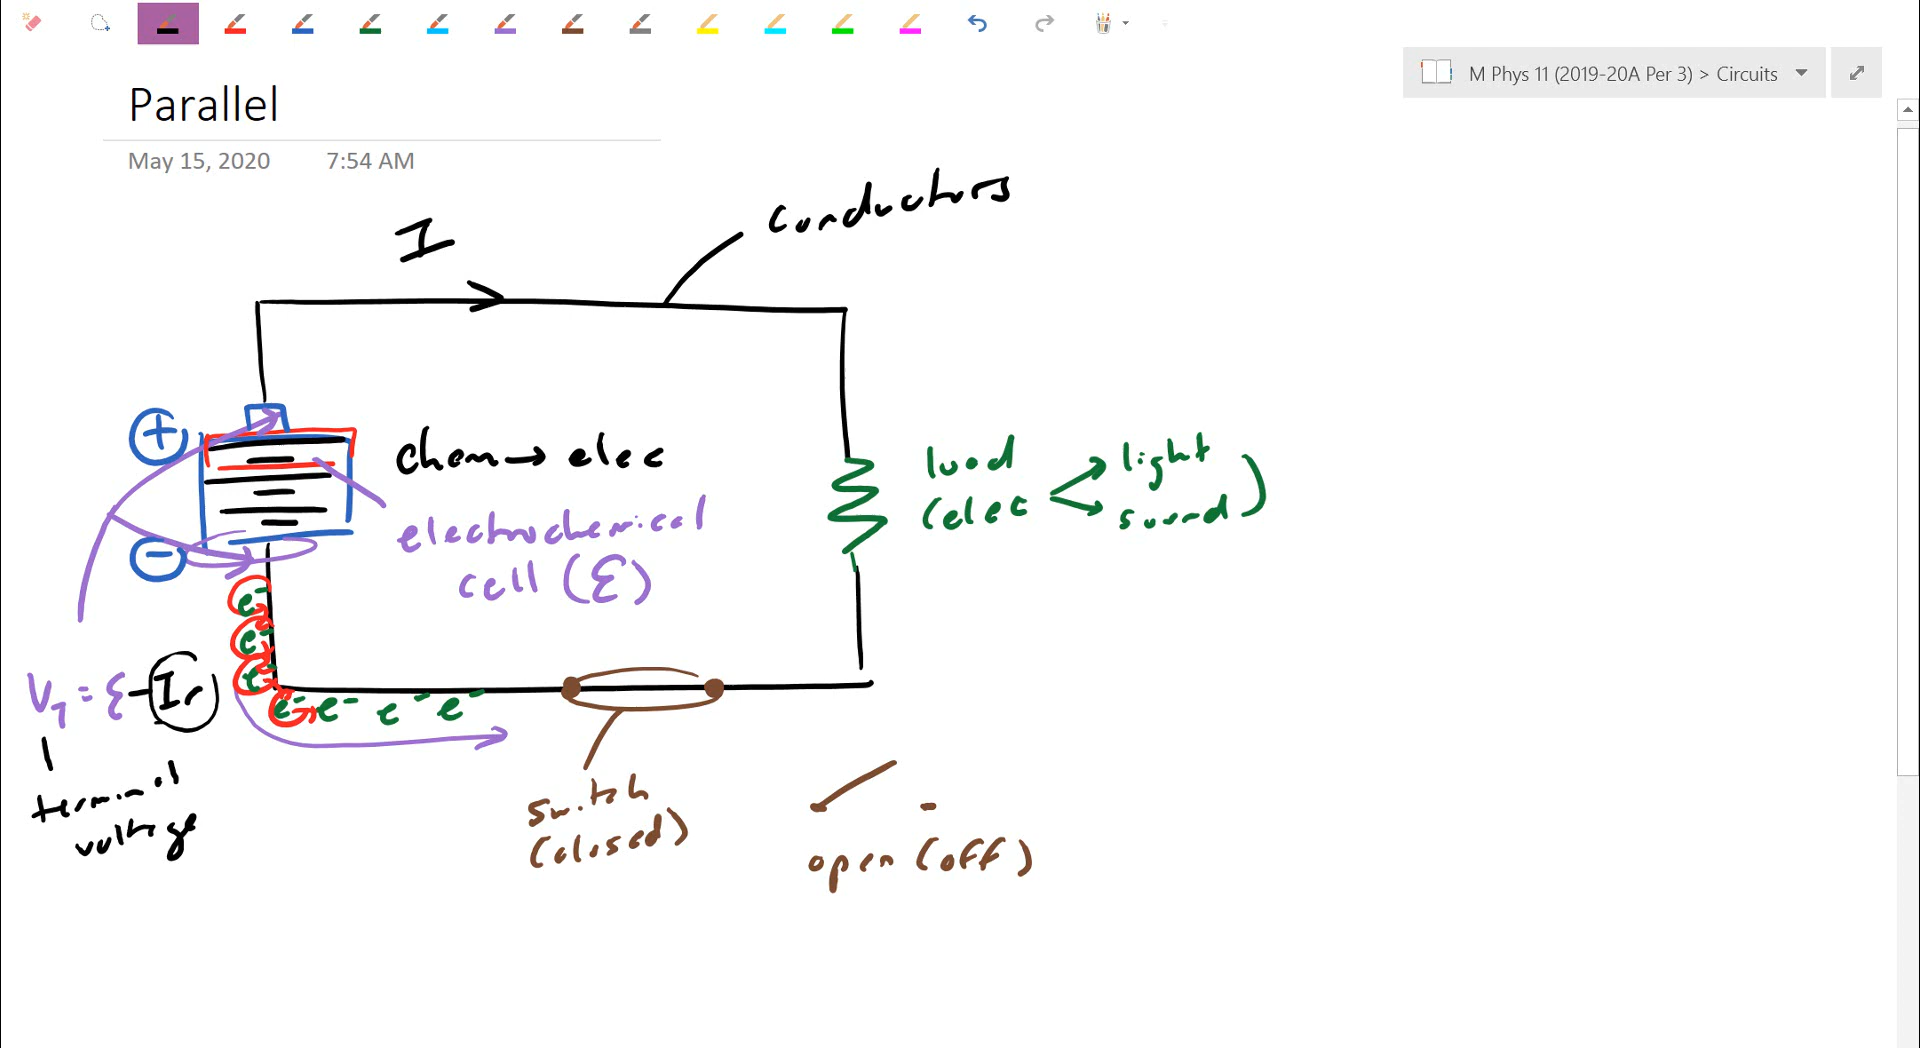 M Phys 11 (2019-20A Per 3) > Circuits
Parallel
May 15, 2020 7:54 AM
I
conductors
+
chem → elec
load
(elec
light
sound)
electrochemical
cell (ℰ)
−
e⁻
e⁻
e⁻
e⁻ e⁻ e⁻ e⁻
V_T = ℰ - Ir
terminal
voltage
switch
(closed)
open (off)